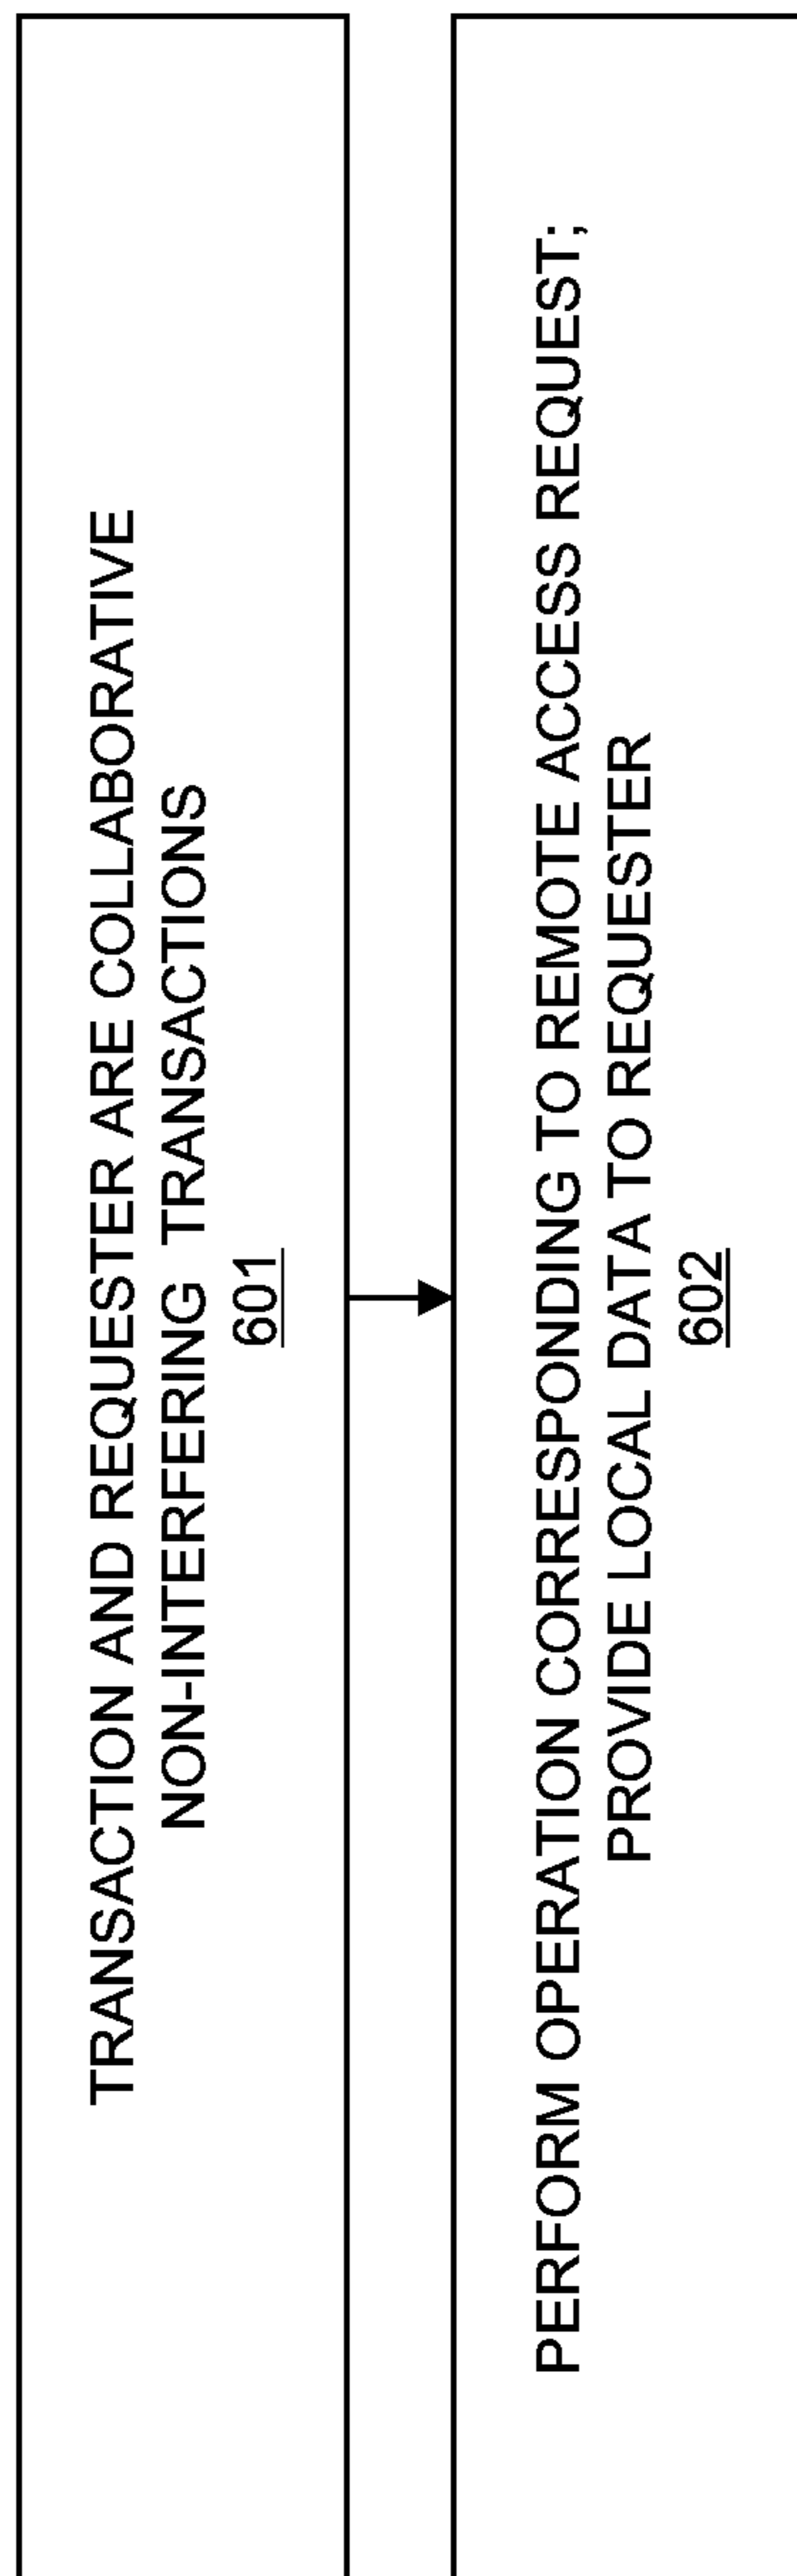 TRANSACTION AND REQUESTER ARE COLLABORATIVE
NON-INTERFERING TRANSACTIONS
601
PERFORM OPERATION CORRESPONDING TO REMOTE ACCESS REQUEST;
PROVIDE LOCAL DATA TO REQUESTER
602